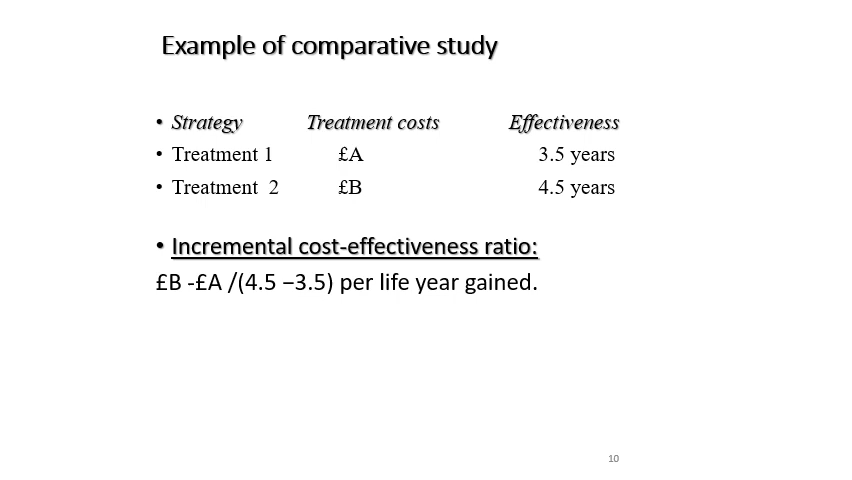 Example of comparative study
• Strategy Treatment costs Effectiveness
• Treatment 1 £A 3.5 years
• Treatment 2 £B 4.5 years
• Incremental cost-effectiveness ratio:
£B -£A /(4.5 −3.5) per life year gained.
10